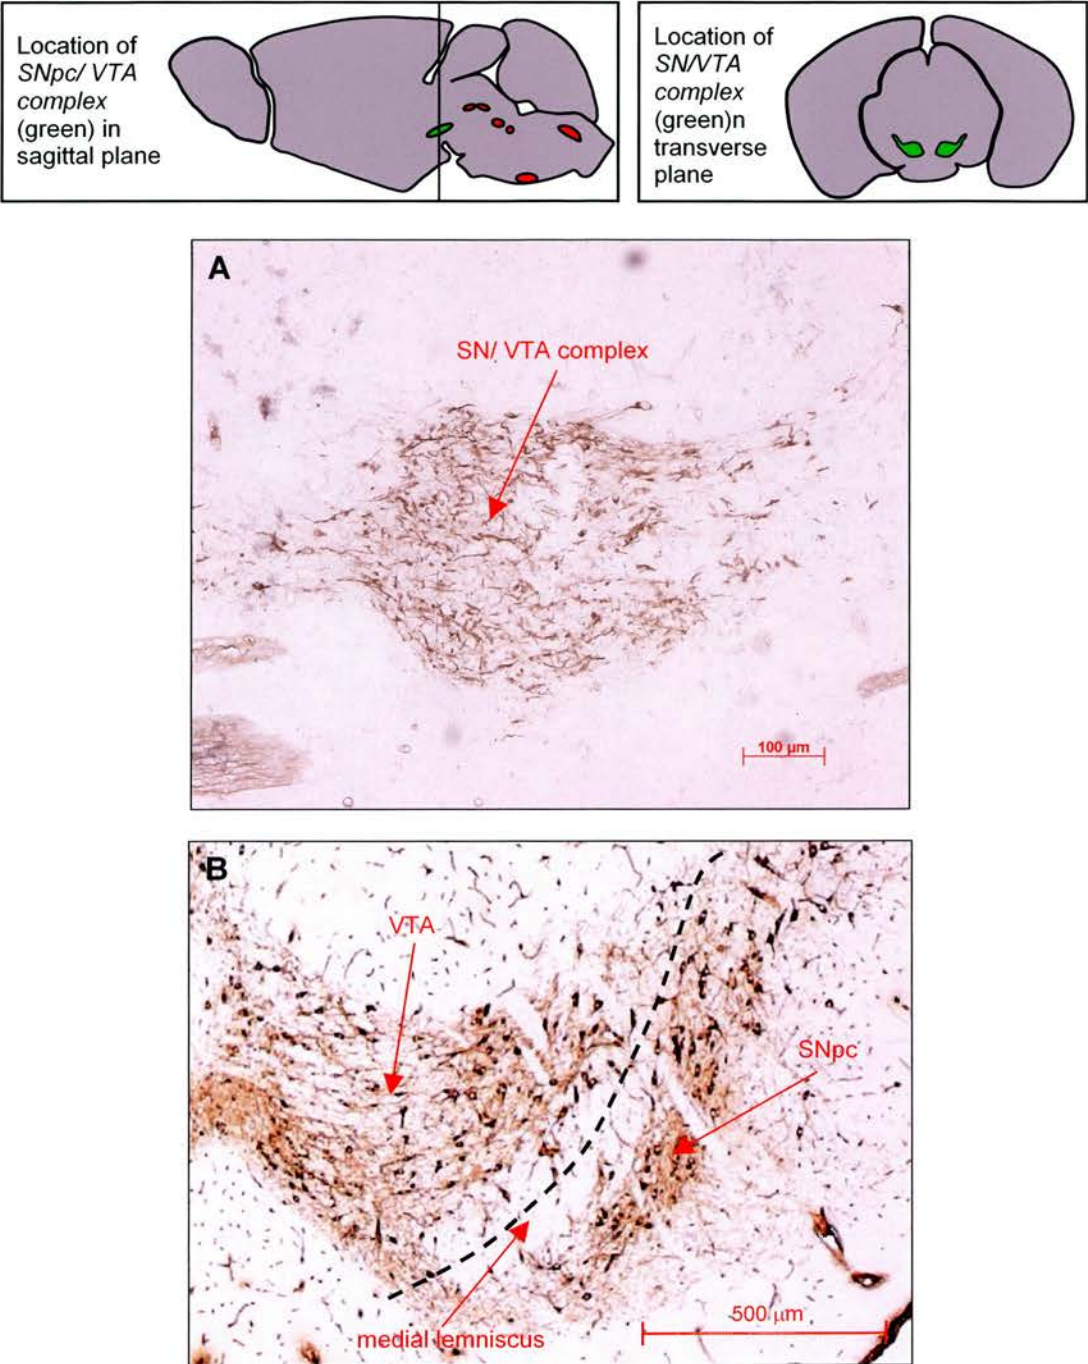 Location of
SNpc/ VTA
complex
(green) in
sagittal plane
Location of
SN/VTA
complex
(green)n
transverse
plane
A
SN/ VTA complex
100 µm
B
VTA
SNpc
500 µm
medial lemniscus